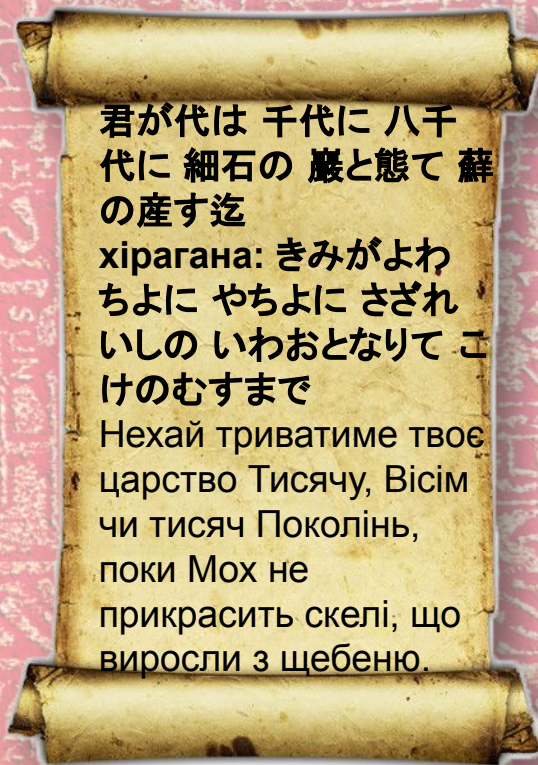 君が代は 千代に 八千
代に 細石の 巌と態て 蘚
の産す迄
хірагана: きみがよわ
ちよに やちよに さざれ
いしの いわおとなりて こ
けのむすまで
Нехай триватиме твоє
царство Тисячу, Вісім
чи тисяч Поколінь,
поки Мох не
прикрасить скелі, що
виросли з щебеню.